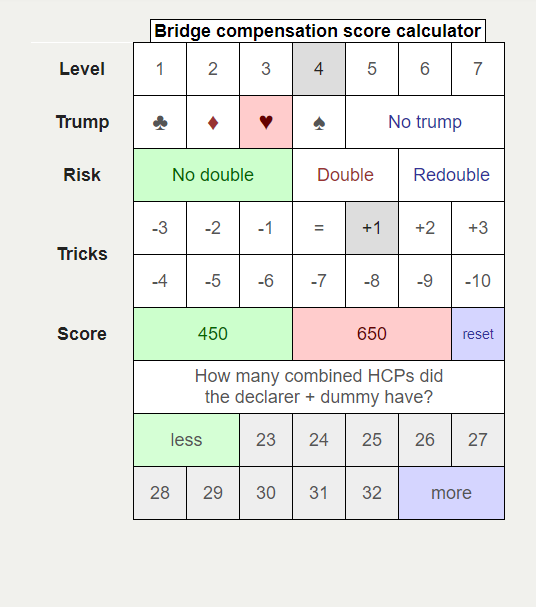 Bridge compensation score calculator
Level 1 2 3 4 5 6 7
Trump ♣ ♦ ♥ ♠ No trump
Risk No double Double Redouble
Tricks -3 -2 -1 = +1 +2 +3
-4 -5 -6 -7 -8 -9 -10
Score 450 650 reset
How many combined HCPs did
the declarer + dummy have?
less 23 24 25 26 27
28 29 30 31 32 more